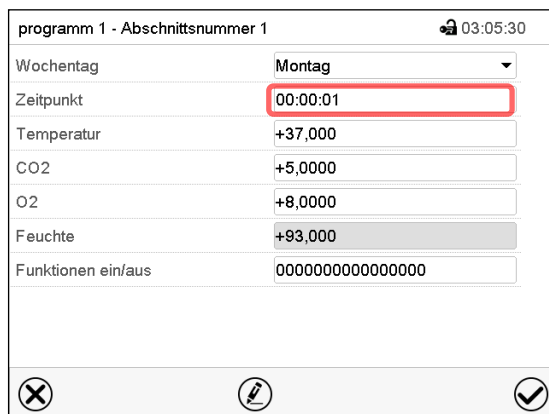 programm 1 - Abschnittsnummer 1 03:05:30
Wochentag Montag
Zeitpunkt 00:00:01
Temperatur +37,000
CO2 +5,0000
O2 +8,0000
Feuchte +93,000
Funktionen ein/aus 0000000000000000